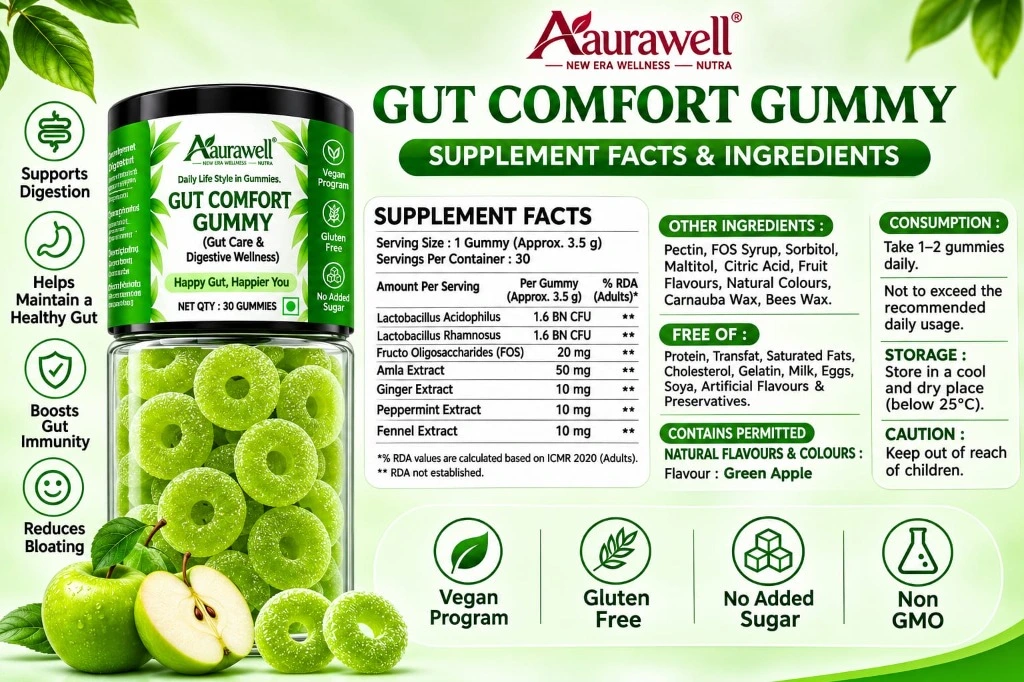 Aaurawell®
NEW ERA WELLNESS — NUTRA
GUT COMFORT GUMMY
SUPPLEMENT FACTS & INGREDIENTS
Supports
Digestion
Helps
Maintain a
Healthy Gut
Boosts
Gut
Immunity
Reduces
Bloating
Aaurawell®
NEW ERA WELLNESS — NUTRA
Daily Life Style in Gummies.
GUT COMFORT
GUMMY
(Gut Care &
Digestive Wellness)
Happy Gut, Happier You
NET QTY : 30 GUMMIES
Vegan
Program
Gluten
Free
No Added
Sugar
SUPPLEMENT FACTS
Serving Size : 1 Gummy (Approx. 3.5 g)
Servings Per Container : 30
Amount Per Serving Per Gummy (Approx. 3.5 g) % RDA (Adults)*
Lactobacillus Acidophilus 1.6 BN CFU **
Lactobacillus Rhamnosus 1.6 BN CFU **
Fructo Oligosaccharides (FOS) 20 mg **
Amla Extract 50 mg **
Ginger Extract 10 mg **
Peppermint Extract 10 mg **
Fennel Extract 10 mg **
*% RDA values are calculated based on ICMR 2020 (Adults).
** RDA not established.
OTHER INGREDIENTS :
Pectin, FOS Syrup, Sorbitol,
Maltitol, Citric Acid, Fruit
Flavours, Natural Colours,
Carnauba Wax, Bees Wax.
FREE OF :
Protein, Transfat, Saturated Fats,
Cholesterol, Gelatin, Milk, Eggs,
Soya, Artificial Flavours &
Preservatives.
CONTAINS PERMITTED
NATURAL FLAVOURS & COLOURS :
Flavour : Green Apple
CONSUMPTION :
Take 1–2 gummies
daily.
Not to exceed the
recommended
daily usage.
STORAGE :
Store in a cool
and dry place
(below 25°C).
CAUTION :
Keep out of reach
of children.
Vegan
Program
Gluten
Free
No Added
Sugar
Non
GMO